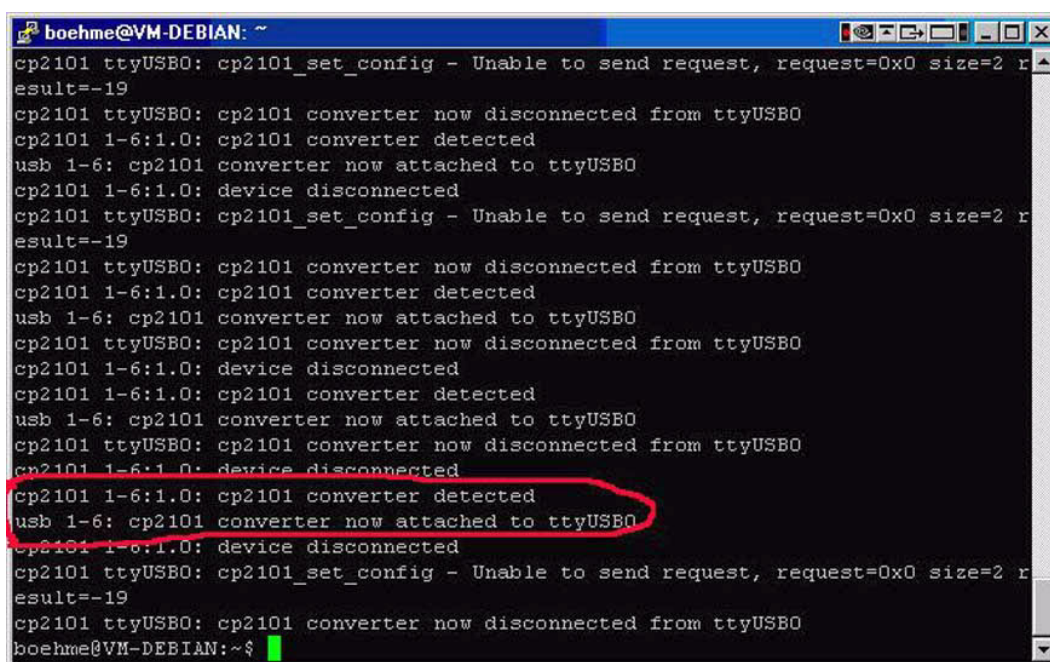 boehme@VM-DEBIAN: ~
cp2101 ttyUSB0: cp2101_set_config - Unable to send request, request=0x0 size=2 r
esult=-19
cp2101 ttyUSB0: cp2101 converter now disconnected from ttyUSB0
cp2101 1-6:1.0: cp2101 converter detected
usb 1-6: cp2101 converter now attached to ttyUSB0
cp2101 1-6:1.0: device disconnected
cp2101 ttyUSB0: cp2101_set_config - Unable to send request, request=0x0 size=2 r
esult=-19
cp2101 ttyUSB0: cp2101 converter now disconnected from ttyUSB0
cp2101 1-6:1.0: cp2101 converter detected
usb 1-6: cp2101 converter now attached to ttyUSB0
cp2101 ttyUSB0: cp2101 converter now disconnected from ttyUSB0
cp2101 1-6:1.0: device disconnected
cp2101 1-6:1.0: cp2101 converter detected
usb 1-6: cp2101 converter now attached to ttyUSB0
cp2101 ttyUSB0: cp2101 converter now disconnected from ttyUSB0
cp2101 1-6:1.0: device disconnected
cp2101 1-6:1.0: cp2101 converter detected
usb 1-6: cp2101 converter now attached to ttyUSB0
cp2101 1-6:1.0: device disconnected
cp2101 ttyUSB0: cp2101_set_config - Unable to send request, request=0x0 size=2 r
esult=-19
cp2101 ttyUSB0: cp2101 converter now disconnected from ttyUSB0
boehme@VM-DEBIAN:~$